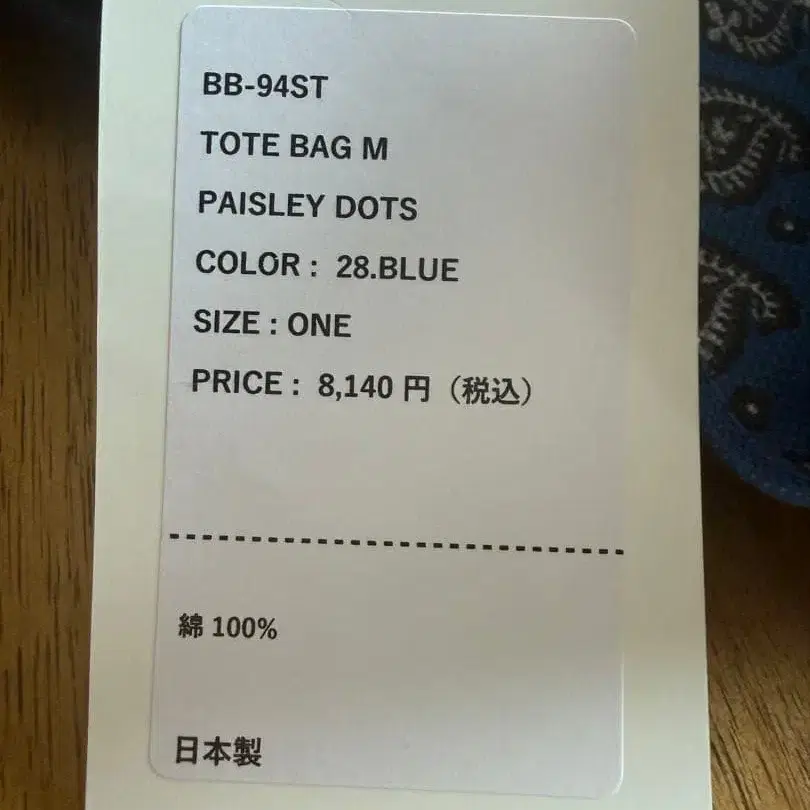 BB-94ST
TOTE BAG M
PAISLEY DOTS
COLOR : 28.BLUE
SIZE : ONE
PRICE : 8,140 円（税込）
綿 100%
日本製